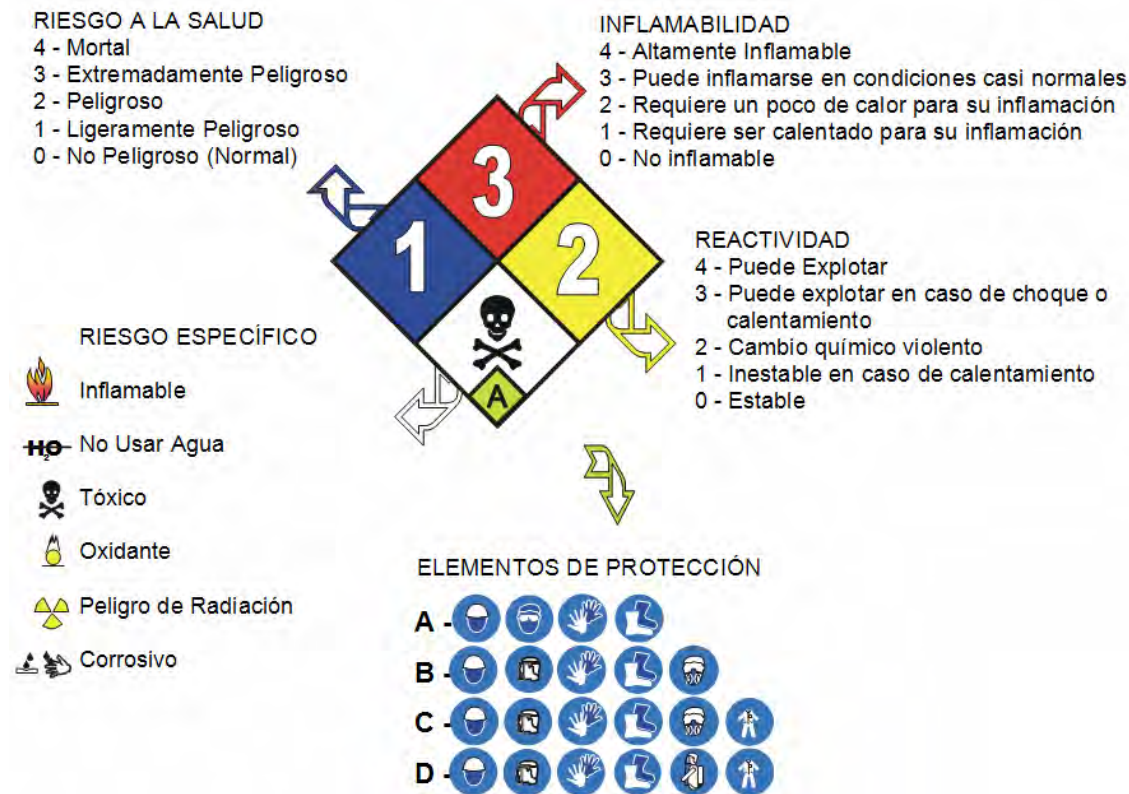 RIESGO A LA SALUD
4 - Mortal
3 - Extremadamente Peligroso
2 - Peligroso
1 - Ligeramente Peligroso
0 - No Peligroso (Normal)
INFLAMABILIDAD
4 - Altamente Inflamable
3 - Puede inflamarse en condiciones casi normales
2 - Requiere un poco de calor para su inflamación
1 - Requiere ser calentado para su inflamación
0 - No inflamable
3
1
2
A
REACTIVIDAD
4 - Puede Explotar
3 - Puede explotar en caso de choque o
calentamiento
2 - Cambio químico violento
1 - Inestable en caso de calentamiento
0 - Estable
RIESGO ESPECÍFICO
Inflamable
H2O No Usar Agua
Tóxico
Oxidante
Peligro de Radiación
Corrosivo
ELEMENTOS DE PROTECCIÓN
A -
B -
C -
D -